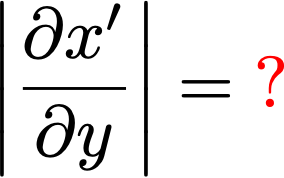 |∂x′/∂y| = ?